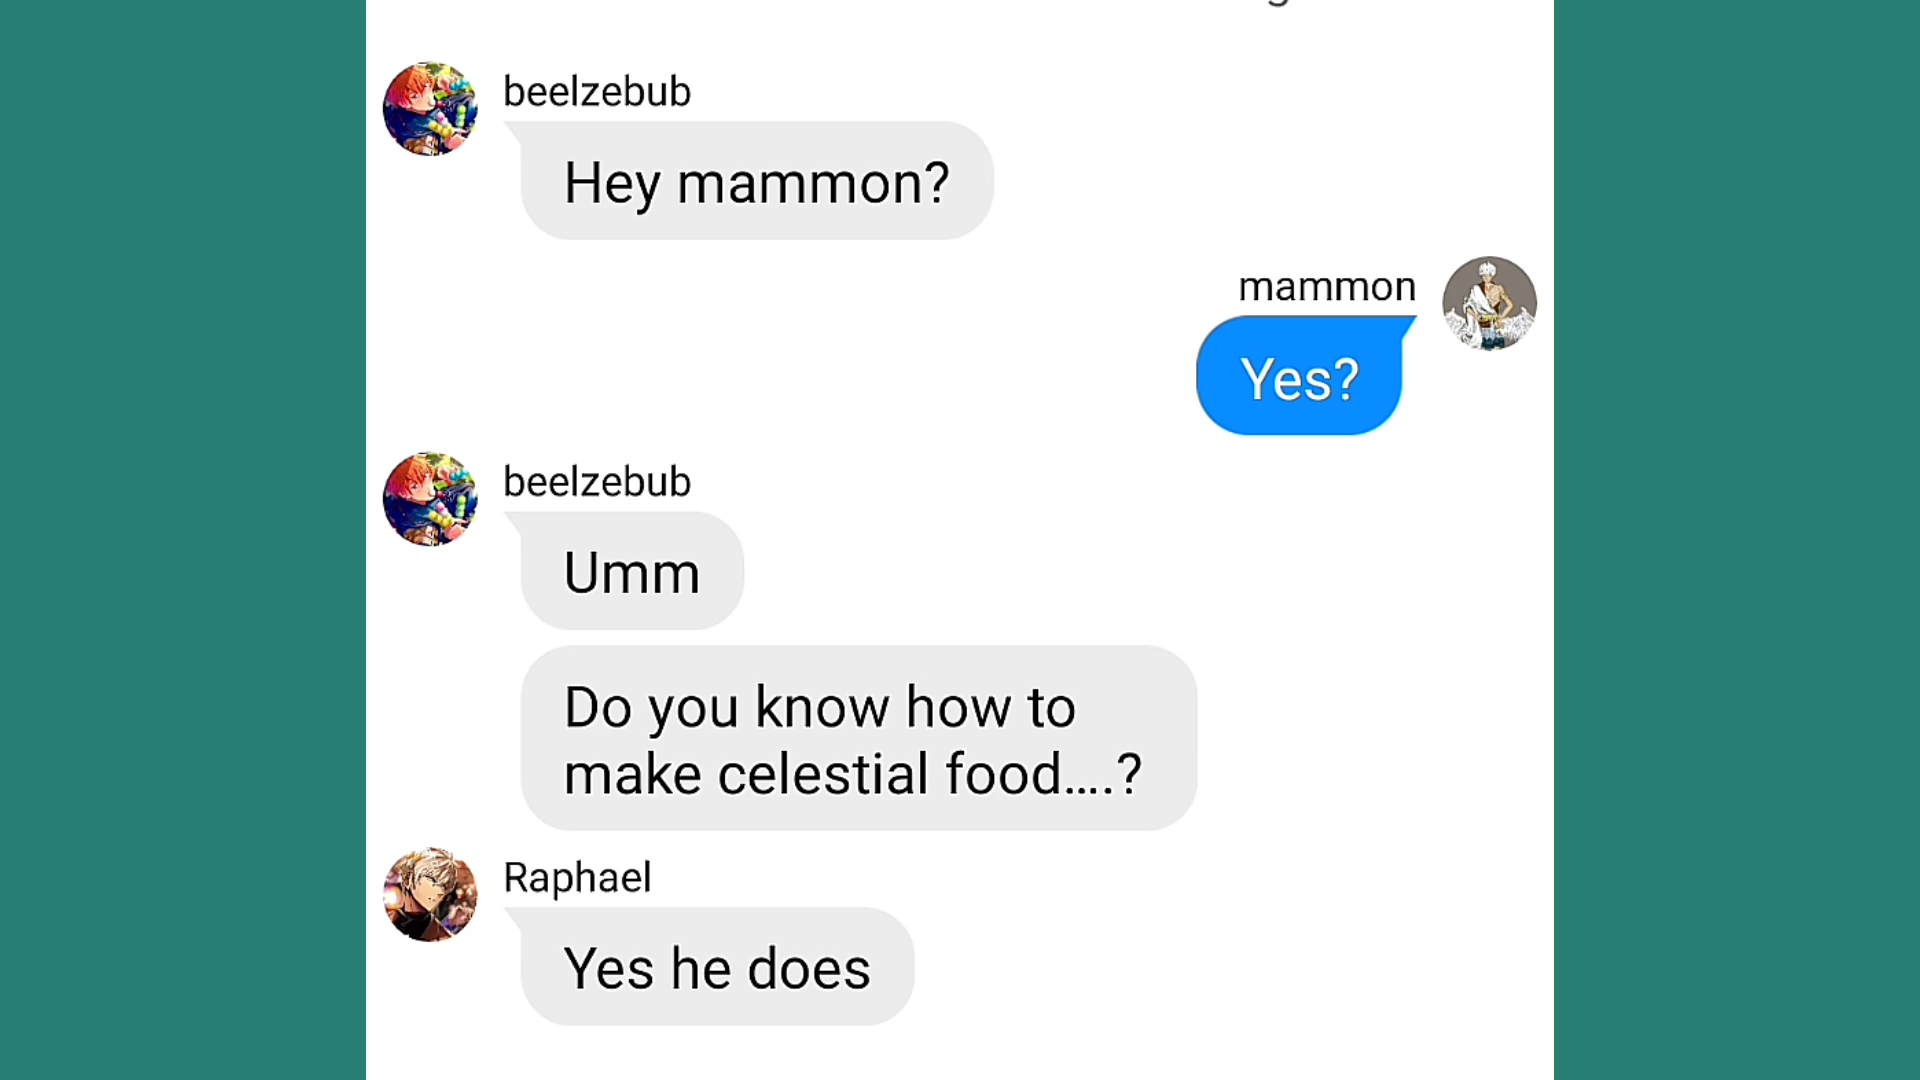 beelzebub
Hey mammon?
mammon
Yes?
beelzebub
Umm
Do you know how to
make celestial food....?
Raphael
Yes he does